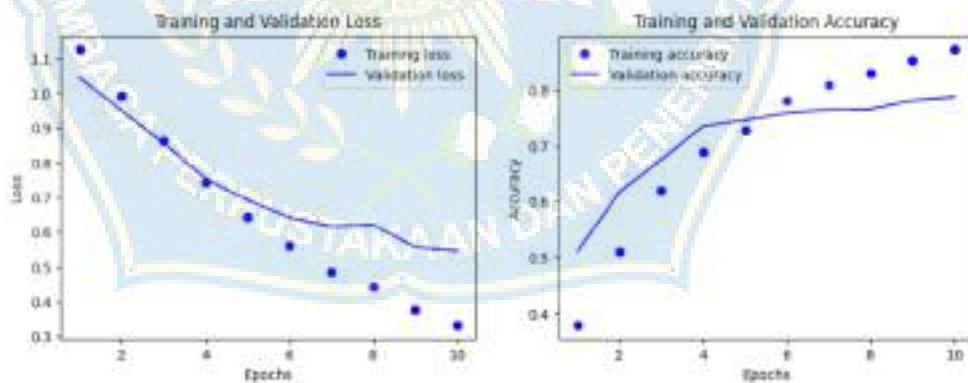 Training and Validation Loss
Training loss
Validation loss
1.1
1.0
0.9
0.8
0.7
0.6
0.5
0.4
0.3
Loss
2
4
6
8
10
Epochs
Training and Validation Accuracy
Training accuracy
Validation accuracy
0.8
0.7
0.6
0.5
0.4
Accuracy
2
4
6
8
10
Epochs
USTAKAAN DAN PENE